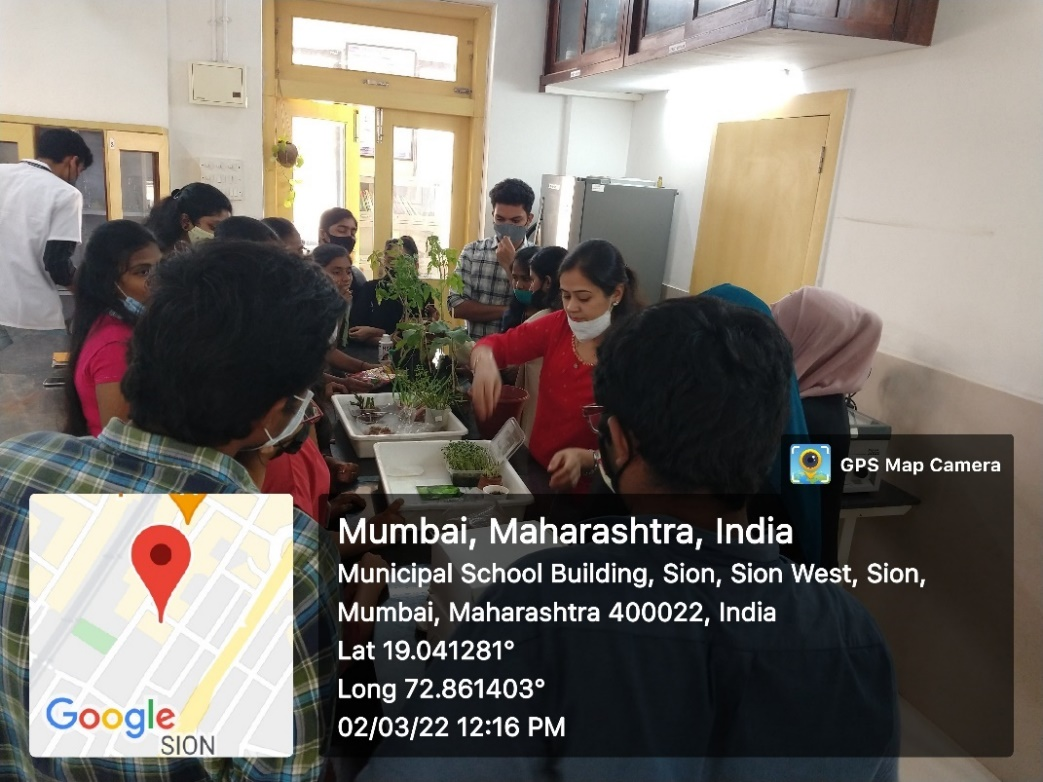 GPS Map Camera
Mumbai, Maharashtra, India
Municipal School Building, Sion, Sion West, Sion,
Mumbai, Maharashtra 400022, India
Lat 19.041281°
Long 72.861403°
02/03/22 12:16 PM
Google
SION